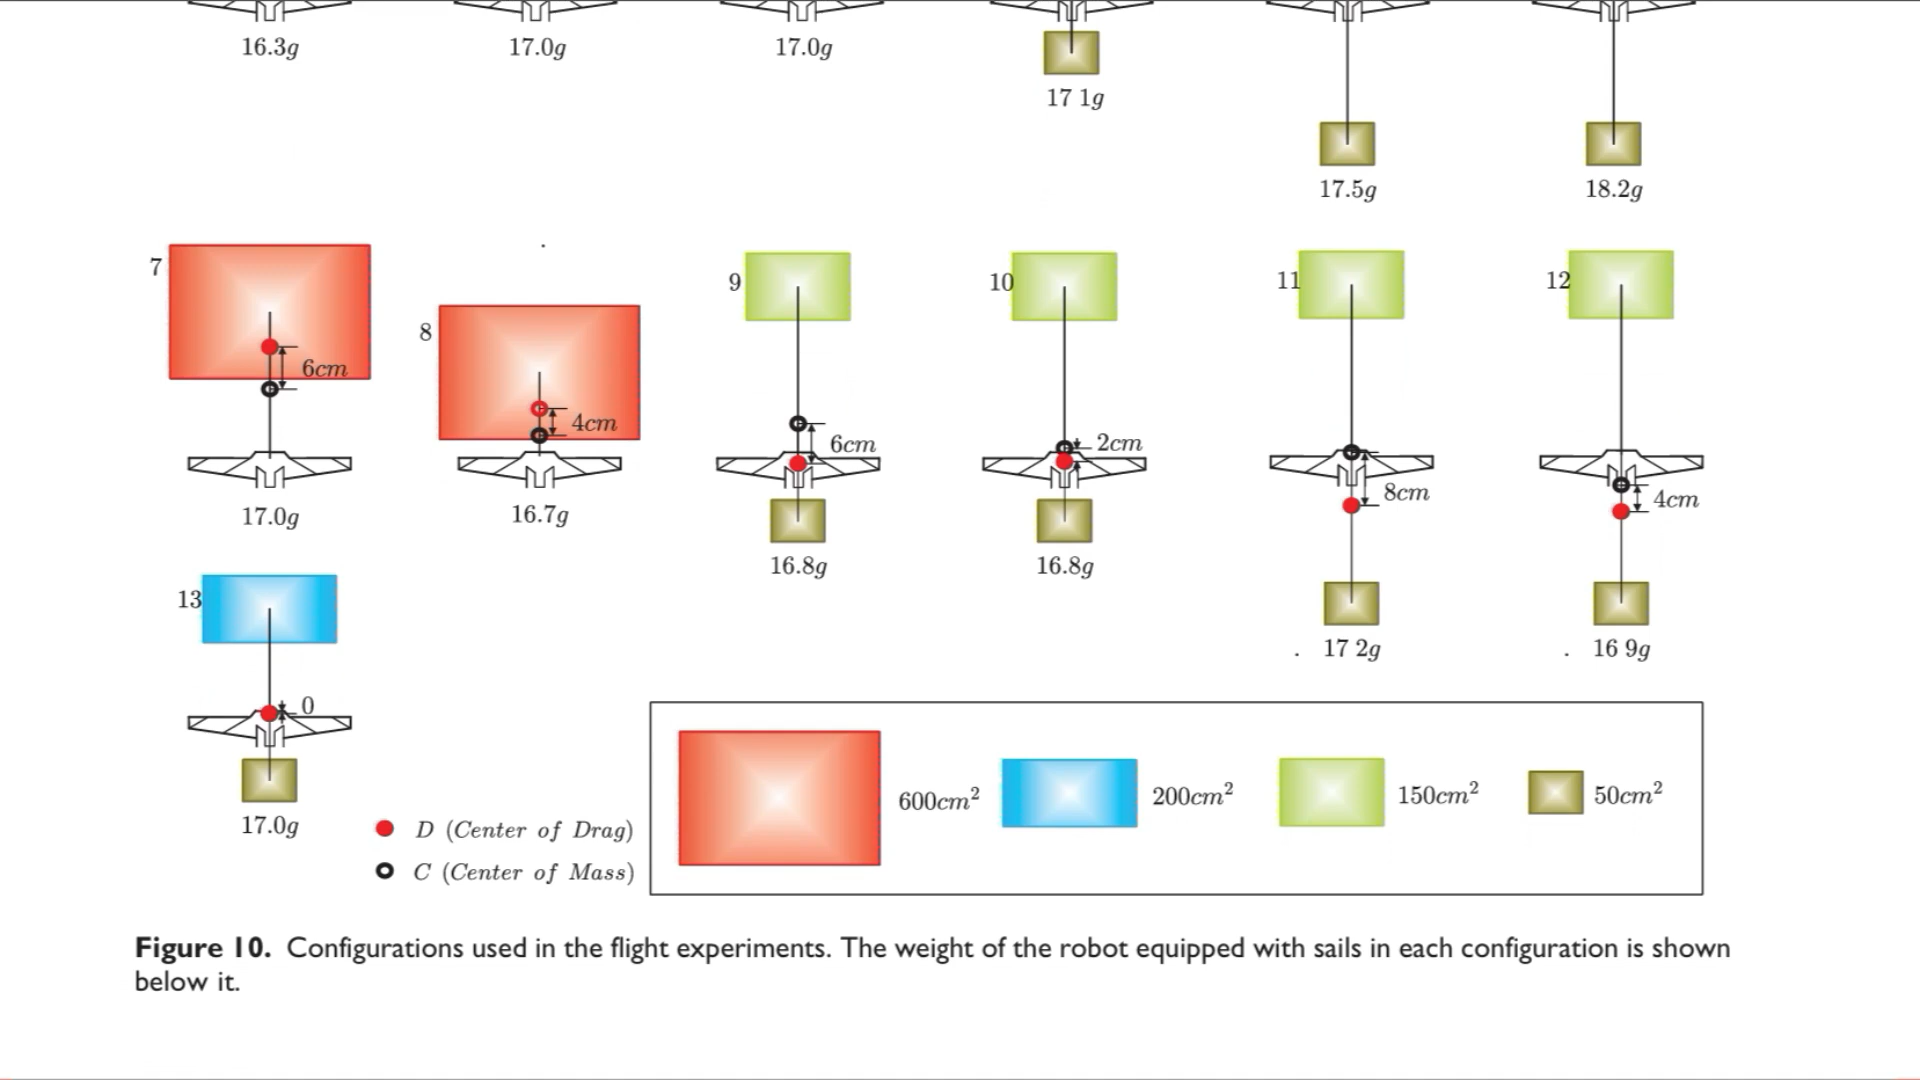 16.3g
17.0g
17.0g
17 1g
17.5g
18.2g
7
6cm
17.0g
8
4cm
16.7g
9
6cm
16.8g
10
2cm
16.8g
11
8cm
17 2g
12
4cm
16 9g
13
0
17.0g
D (Center of Drag)
C (Center of Mass)
600cm²
200cm²
150cm²
50cm²
Figure 10. Configurations used in the flight experiments. The weight of the robot equipped with sails in each configuration is shown
below it.